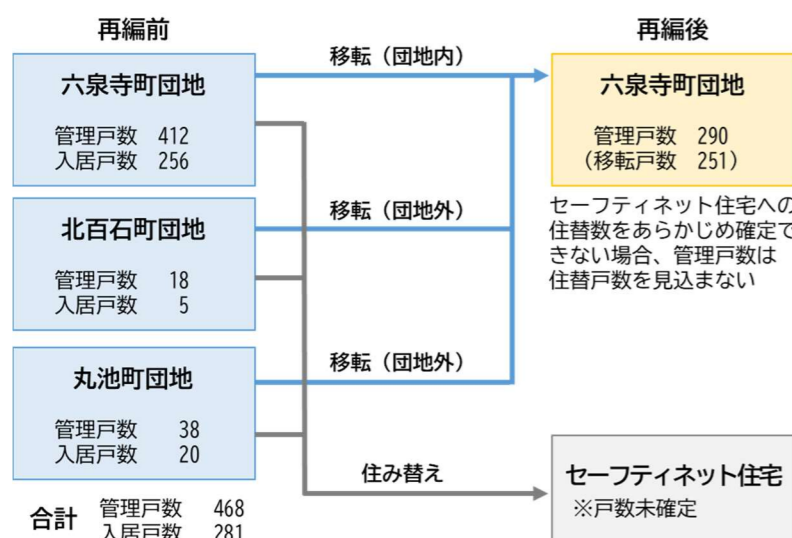 再編前
六泉寺町団地
管理戸数 412
入居戸数 256
北百石町団地
管理戸数 18
入居戸数 5
丸池町団地
管理戸数 38
入居戸数 20
合計
管理戸数 468
入居戸数 281
移転（団地内）
移転（団地外）
移転（団地外）
住み替え
再編後
六泉寺町団地
管理戸数 290
（移転戸数 251）
セーフティネット住宅への
住替数をあらかじめ確定で
きない場合、管理戸数は
住替戸数を見込まない
セーフティネット住宅
※戸数未確定